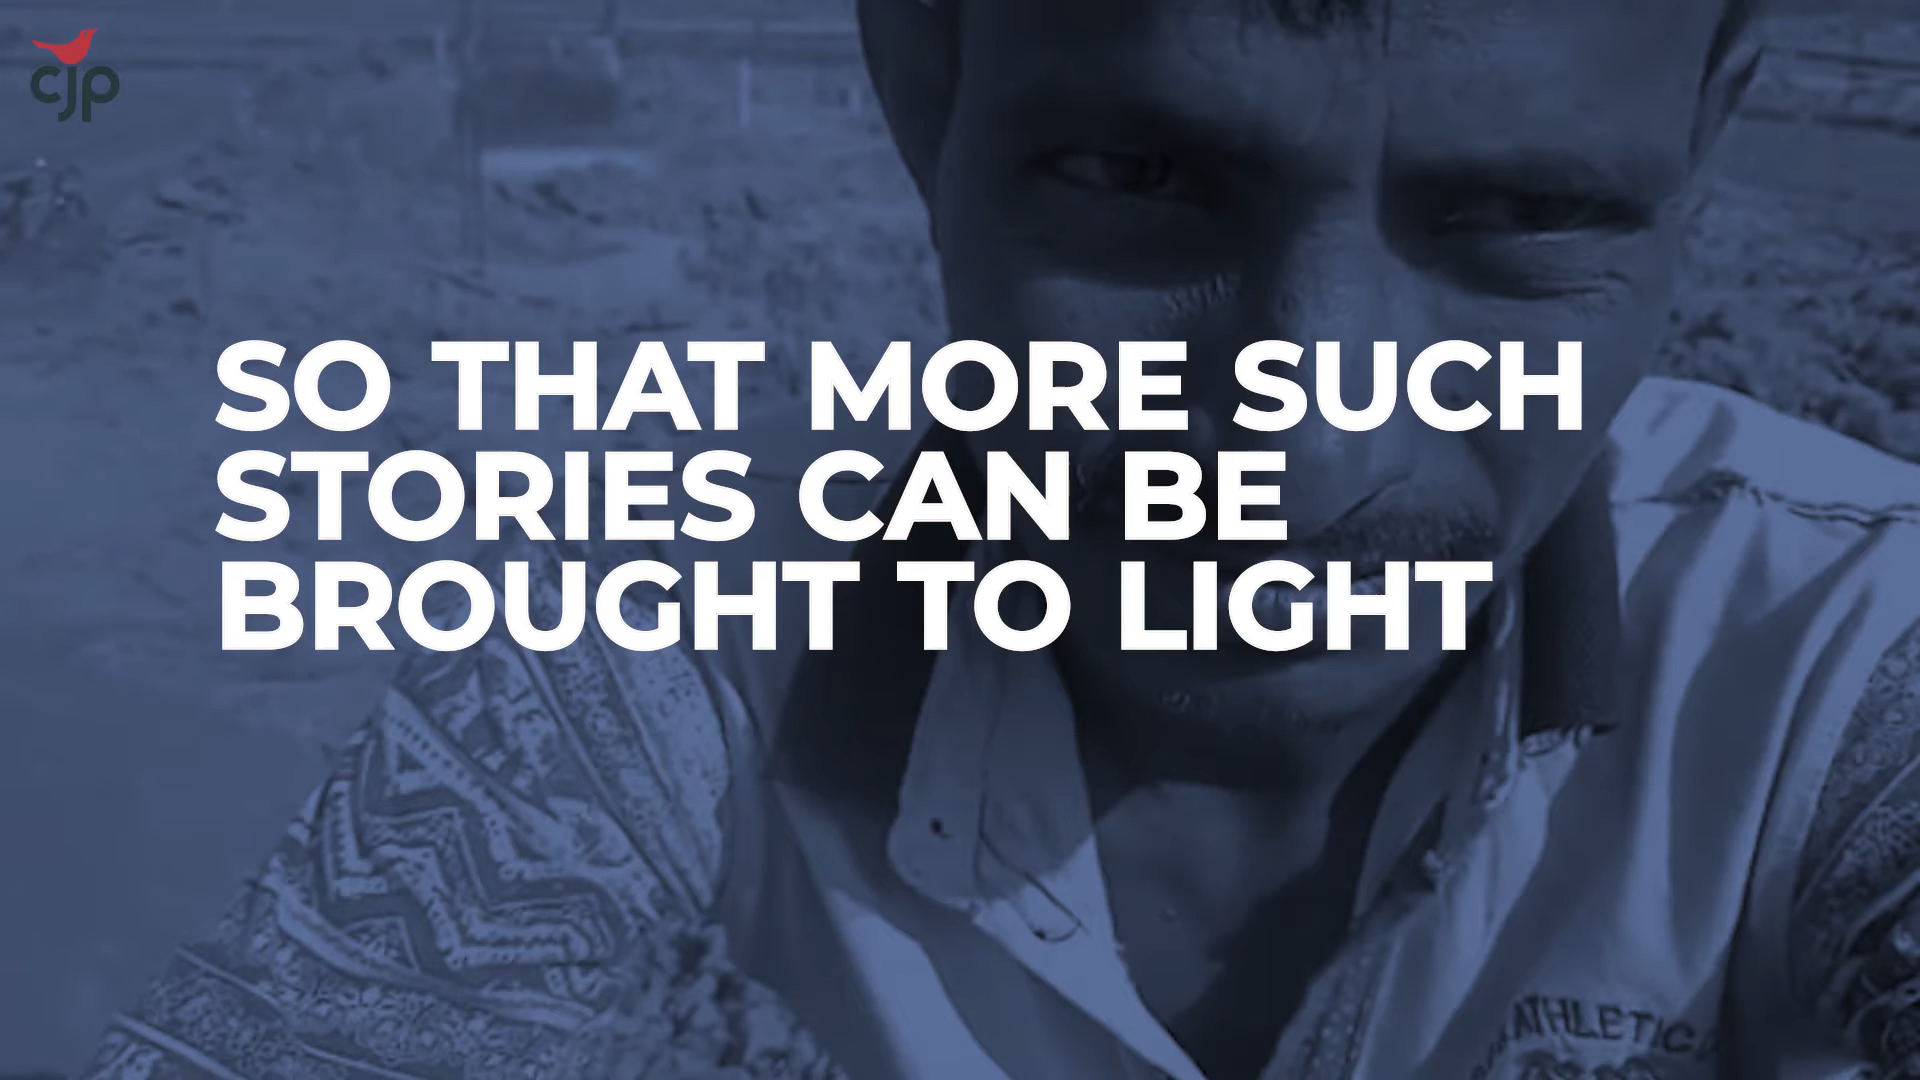 cjp
SO THAT MORE SUCH
STORIES CAN BE
BROUGHT TO LIGHT
ATHLETIC